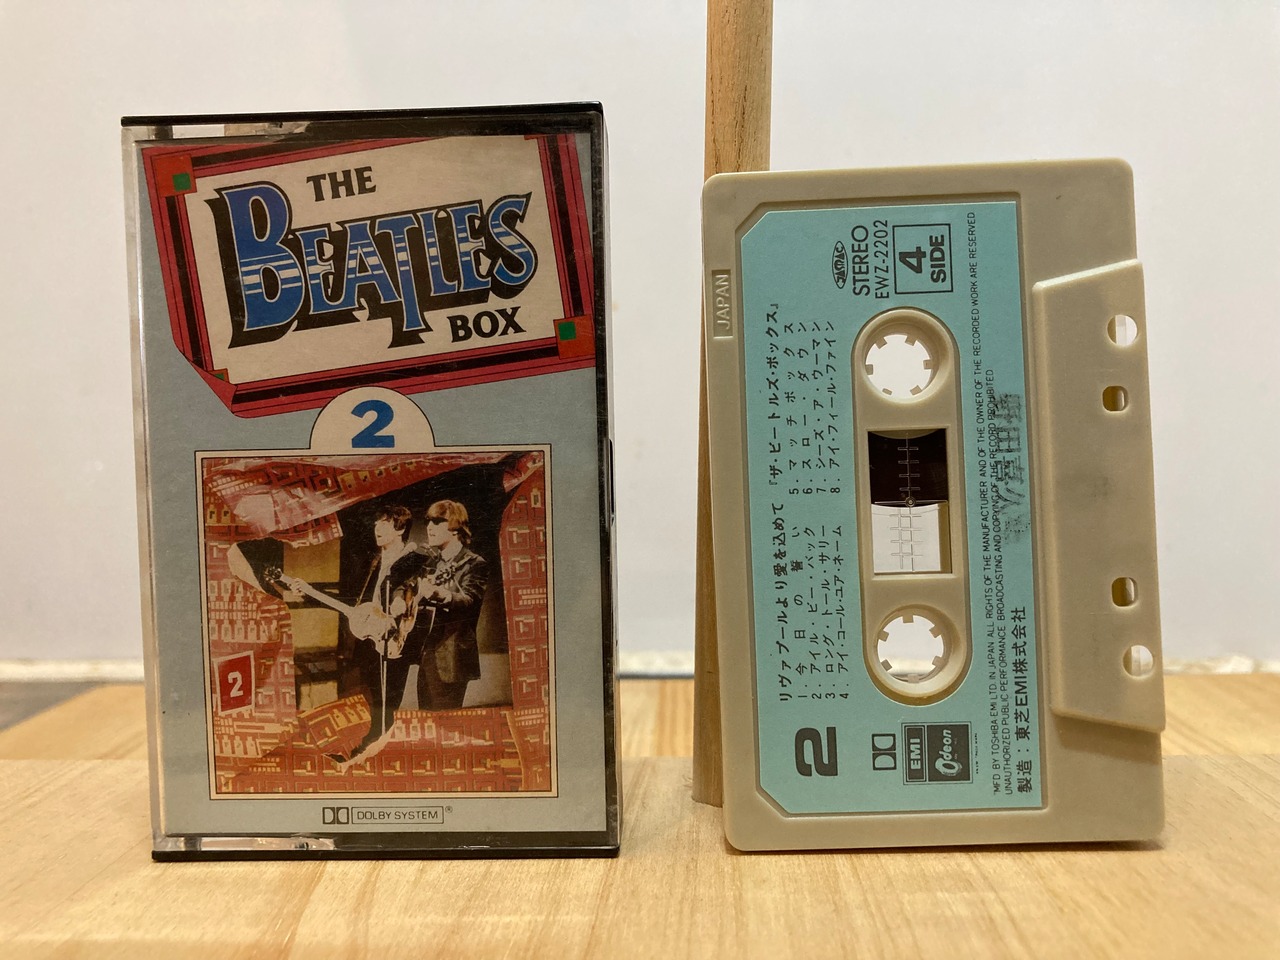 THE
BEATLES
BOX
2
2
DOLBY SYSTEM®
JAPAN
JASRAC
STEREO
EWZ-2202
4
SIDE
2
リヴァプールより愛を込めて『ザ・ビートルズ・ボックス』
1. 今日の誓い
2. アイル・ビー・バック
3. ロング・トール・サリー
4. アイ・コール・ユア・ネーム
5. マッチボックス
6. スロー・ダウン
7. シーズ・ア・ウーマン
8. アイ・フィール・ファイン
EMI
Odeon
"MFD. BY TOSHIBA EMI LTD. IN JAPAN ALL RIGHTS OF THE MANUFACTURER AND OF THE OWNER OF THE RECORDED WORK ARE RESERVED
UNAUTHORIZED PUBLIC PERFORMANCE. BROADCASTING AND COPYING OF THE RECORD PROHIBITED
製造：東芝EMI株式会社